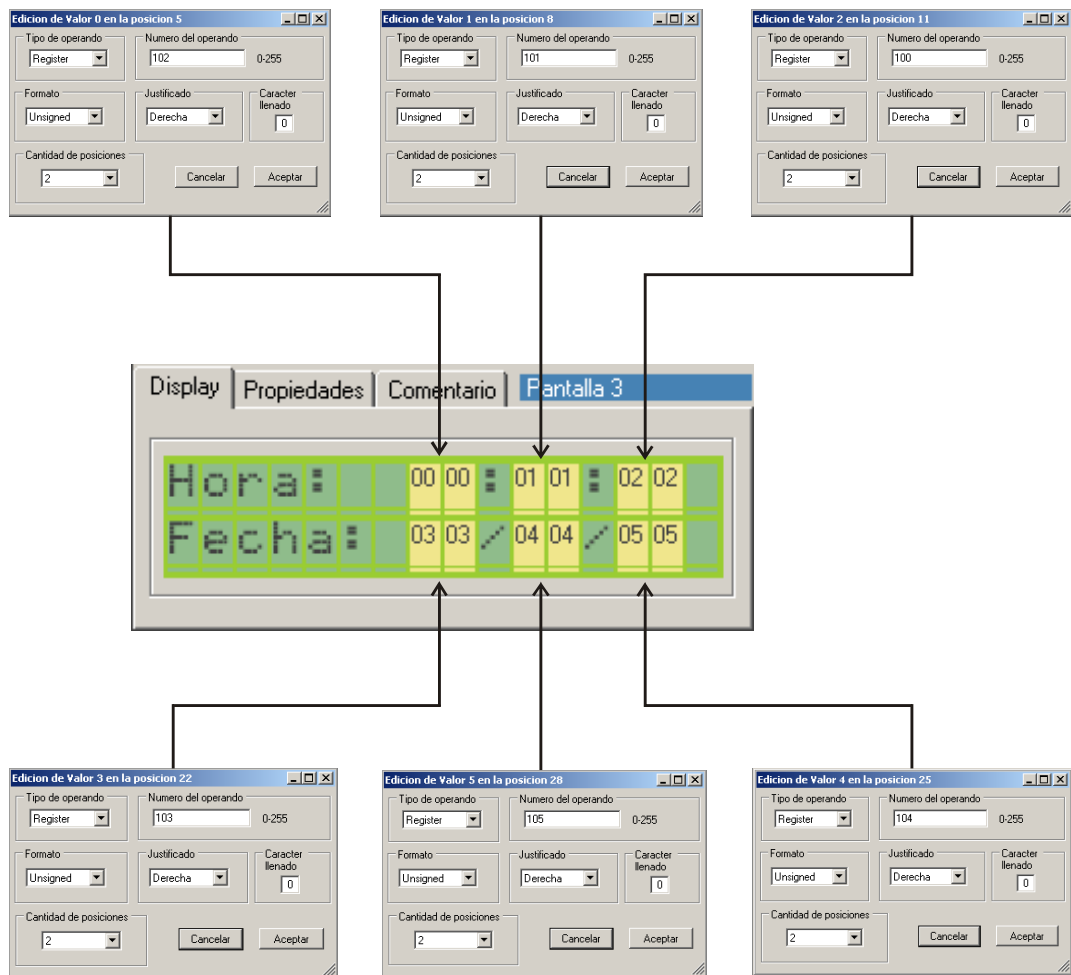 Edicion de Valor 0 en la posicion 5
Tipo de operando
Numero del operando
Register
102
0-255
Formato
Justificado
Caracter
llenado
Unsigned
Derecha
0
Cantidad de posiciones
2
Cancelar
Aceptar
Edicion de Valor 1 en la posicion 8
Tipo de operando
Numero del operando
Register
101
0-255
Formato
Justificado
Caracter
llenado
Unsigned
Derecha
0
Cantidad de posiciones
2
Cancelar
Aceptar
Edicion de Valor 2 en la posicion 11
Tipo de operando
Numero del operando
Register
100
0-255
Formato
Justificado
Caracter
llenado
Unsigned
Derecha
0
Cantidad de posiciones
2
Cancelar
Aceptar
Display Propiedades Comentario Pantalla 3
Hora: 00 00 : 01 01 : 02 02
Fecha: 03 03 / 04 04 / 05 05
Edicion de Valor 3 en la posicion 22
Tipo de operando
Numero del operando
Register
103
0-255
Formato
Justificado
Caracter
llenado
Unsigned
Derecha
0
Cantidad de posiciones
2
Cancelar
Aceptar
Edicion de Valor 5 en la posicion 28
Tipo de operando
Numero del operando
Register
105
0-255
Formato
Justificado
Caracter
llenado
Unsigned
Derecha
0
Cantidad de posiciones
2
Cancelar
Aceptar
Edicion de Valor 4 en la posicion 25
Tipo de operando
Numero del operando
Register
104
0-255
Formato
Justificado
Caracter
llenado
Unsigned
Derecha
0
Cantidad de posiciones
2
Cancelar
Aceptar